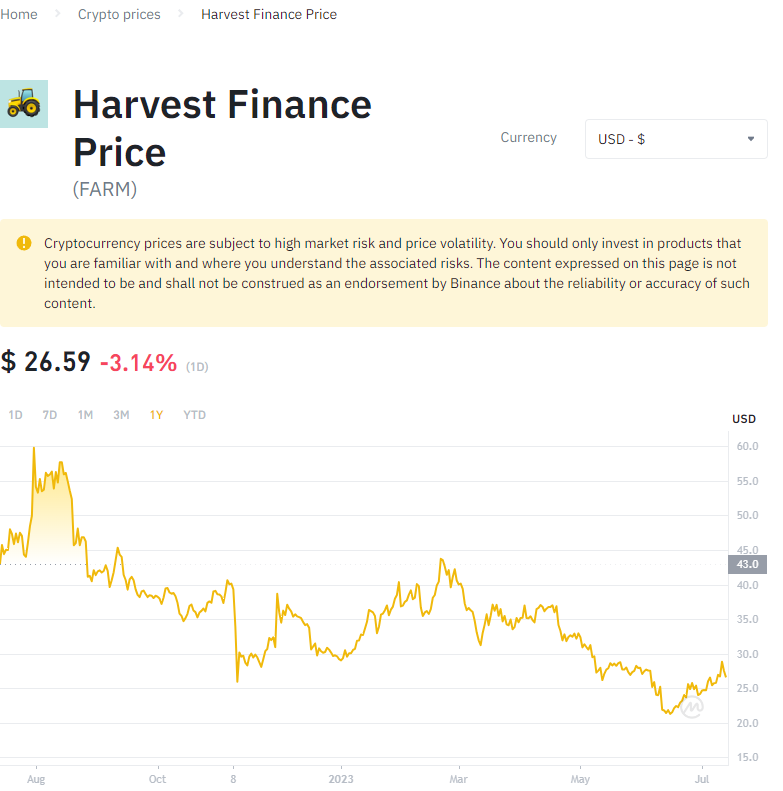 Home > Crypto prices > Harvest Finance Price
Harvest Finance
Price
(FARM)
Currency
USD - $
Cryptocurrency prices are subject to high market risk and price volatility. You should only invest in products that
you are familiar with and where you understand the associated risks. The content expressed on this page is not
intended to be and shall not be construed as an endorsement by Binance about the reliability or accuracy of such
content.
$ 26.59 -3.14% (1D)
1D 7D 1M 3M 1Y YTD
USD
60.0
55.0
50.0
45.0
43.0
40.0
35.0
30.0
25.0
20.0
15.0
Aug Oct 8 2023 Mar May Jul